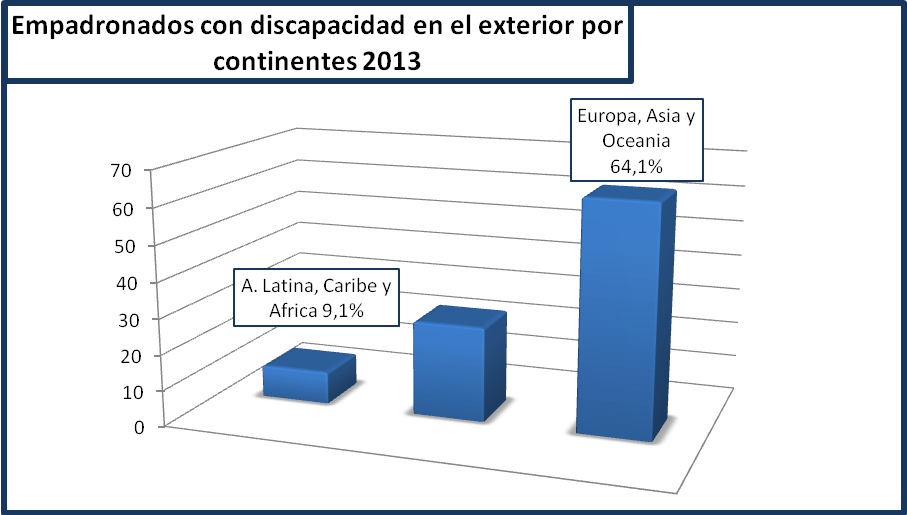 Empadronados con discapacidad en el exterior por
continentes 2013
Europa, Asia y
Oceania
64,1%
A. Latina, Caribe y
Africa 9,1%
70
60
50
40
30
20
10
0